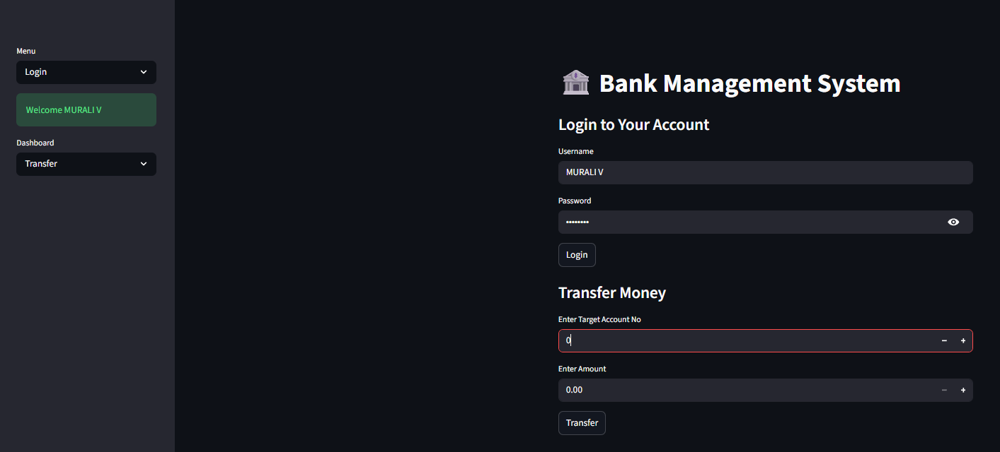 Menu
Login
Welcome MURALI V
Dashboard
Transfer
Bank Management System
Login to Your Account
Username
MURALI V
Password
••••••••
Login
Transfer Money
Enter Target Account No
0
Enter Amount
0.00
Transfer